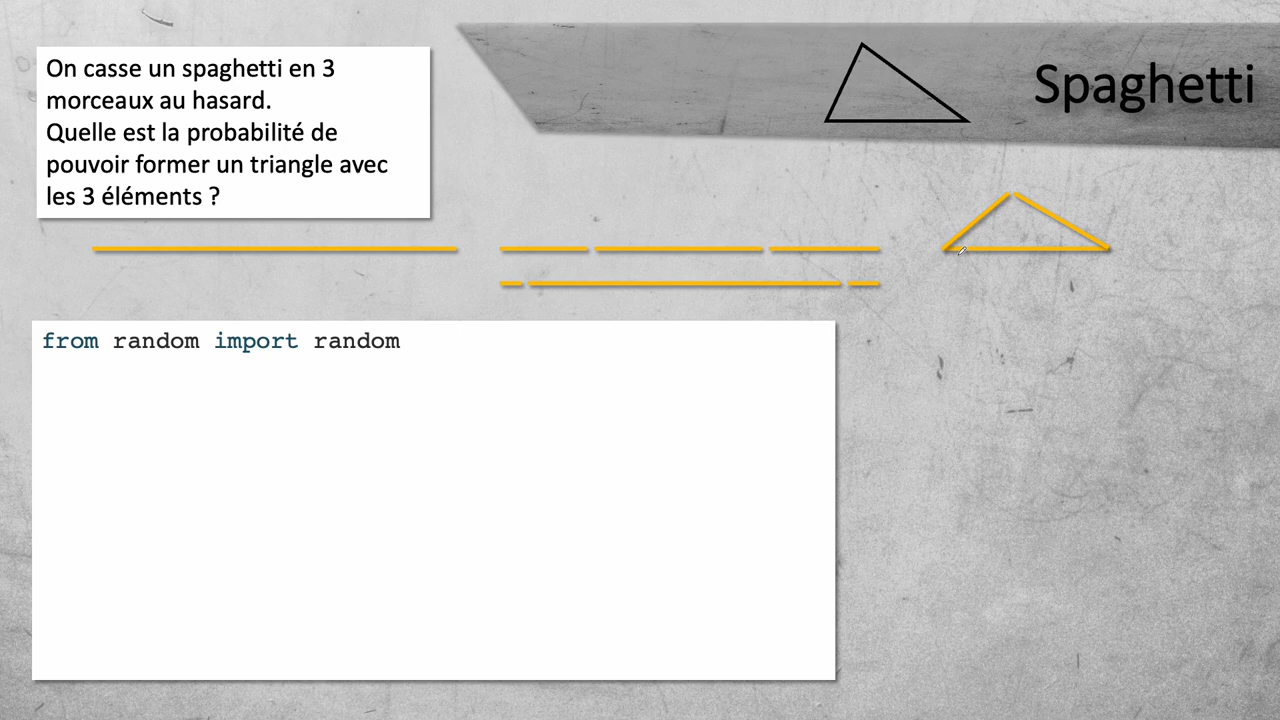 On casse un spaghetti en 3
morceaux au hasard.
Quelle est la probabilité de
pouvoir former un triangle avec
les 3 éléments ?
Spaghetti
from random import random